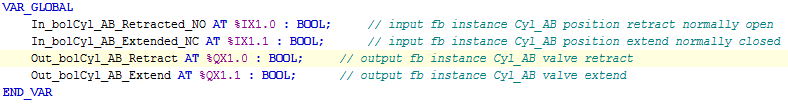 VAR_GLOBAL
In_bolCyl_AB_Retracted_NO AT %IX1.0 : BOOL; // input fb instance Cyl_AB position retract normally open
In_bolCyl_AB_Extended_NC AT %IX1.1 : BOOL; // input fb instance Cyl_AB position extend normally closed
Out_bolCyl_AB_Retract AT %QX1.0 : BOOL; // output fb instance Cyl_AB valve retract
Out_bolCyl_AB_Extend AT %QX1.1 : BOOL; // output fb instance Cyl_AB valve extend
END_VAR